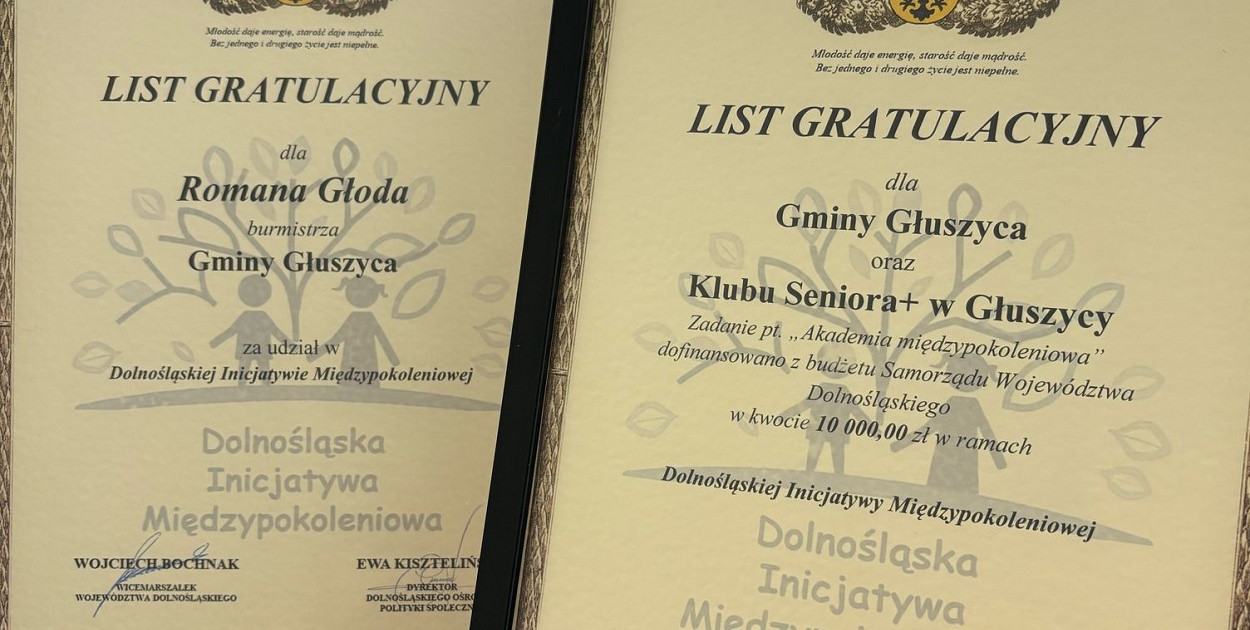 Młodość daje energię, starość daje mądrość.
Bez jednego i drugiego życie jest niepełne.
LIST GRATULACYJNY
dla
Romana Głoda
burmistrza
Gminy Głuszyca
za udział w
Dolnośląskiej Inicjatywie Międzypokoleniowej
Dolnośląska
Inicjatywa
Międzypokoleniowa
WOJCIECH BOCHNAK
WICEMARSZAŁEK
WOJEWÓDZTWA DOLNOŚLĄSKIEGO
EWA
DYREKTOR
DOLNOŚLĄSKIEGO
POLITYKI
Młodość daje energię, starość daje mądrość.
Bez jednego i drugiego życie jest niepełne.
LIST GRATULACYJNY
dla
Gminy Głuszyca
oraz
Klubu Seniora+ w Głuszycy
Zadanie pt. „Akademia międzypokoleniowa”
dofinansowano z budżetu Samorządu Województwa
Dolnośląskiego
w kwocie 10 000,00 zł w ramach
Dolnośląskiej Inicjatywy Międzypokoleniowej
Dolnośląska
Inicjatywa